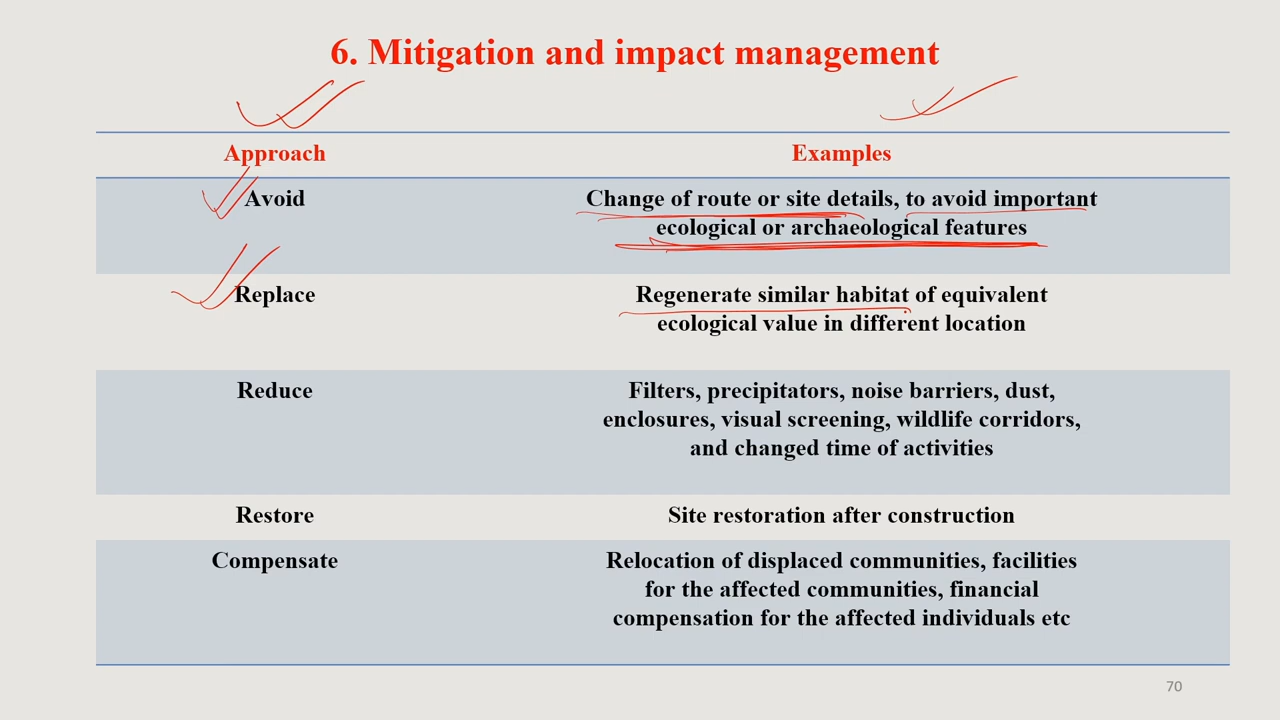 6. Mitigation and impact management
Approach
Examples
Avoid
Change of route or site details, to avoid important
ecological or archaeological features
Replace
Regenerate similar habitat of equivalent
ecological value in different location
Reduce
Filters, precipitators, noise barriers, dust,
enclosures, visual screening, wildlife corridors,
and changed time of activities
Restore
Site restoration after construction
Compensate
Relocation of displaced communities, facilities
for the affected communities, financial
compensation for the affected individuals etc
70